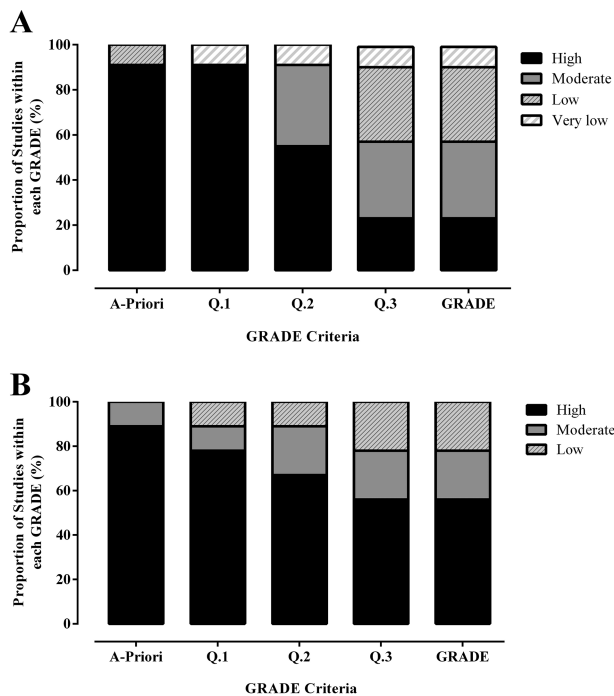 A
Proportion of Studies within
each GRADE (%)
100
80
60
40
20
0
A-Priori Q.1 Q.2 Q.3 GRADE
GRADE Criteria
High
Moderate
Low
Very low
B
Proportion of Studies within
each GRADE (%)
100
80
60
40
20
0
A-Priori Q.1 Q.2 Q.3 GRADE
GRADE Criteria
High
Moderate
Low